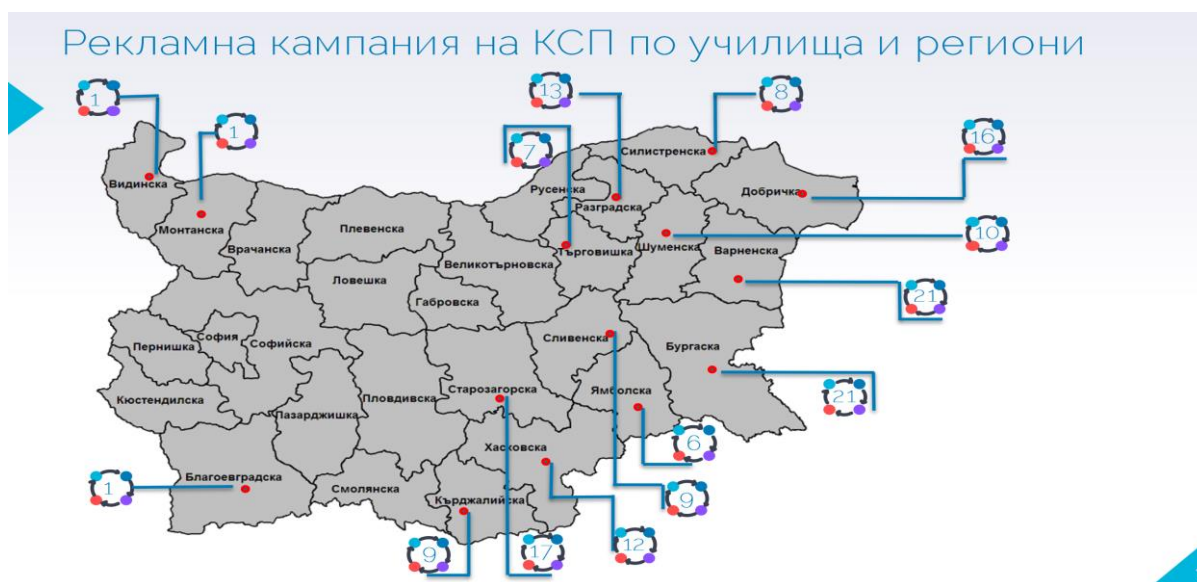 Рекламна кампания на КСП по училища и региони
1
1
13
8
7
16
Силистренска
Видинска
Русенска
Добричка
Разградска
Монтанска
Плевенска
10
Врачанска
Търговишка
Шуменска
Варненска
Великотърновска
Ловешка
21
Габровска
София
Софийска
Сливенска
Бургаска
Пернишка
Старозагорска
Ямболска
Кюстендилска
Пловдивска
21
Пазарджишка
Хасковска
6
Благоевградска
1
Смолянска
Кърджалийска
9
9
17
12